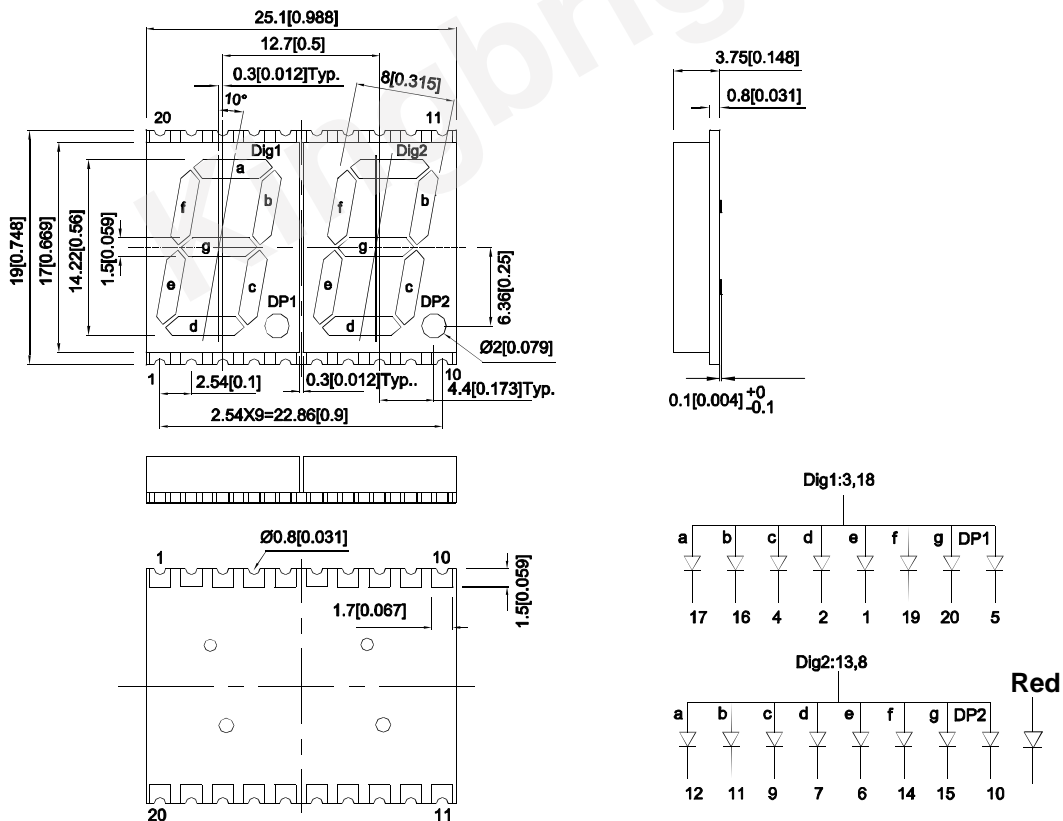 25.1[0.988]
12.7[0.5]
0.3[0.012]Typ.
8[0.315]
10°
20
11
Dig1
Dig2
a
b
f
g
e
c
d
DP1
f
b
g
e
c
d
DP2
19[0.748]
17[0.669]
14.22[0.56]
1.5[0.059]
6.36[0.25]
Ø2[0.079]
1
10
2.54[0.1]
0.3[0.012]Typ..
4.4[0.173]Typ.
2.54X9=22.86[0.9]
3.75[0.148]
0.8[0.031]
0.1[0.004] +0
-0.1
Ø0.8[0.031]
1
10
1.7[0.067]
1.5[0.059]
20
11
Dig1:3,18
a b c d e f g DP1
17 16 4 2 1 19 20 5
Dig2:13,8
a b c d e f g DP2
12 11 9 7 6 14 15 10
Red
Kingbrig